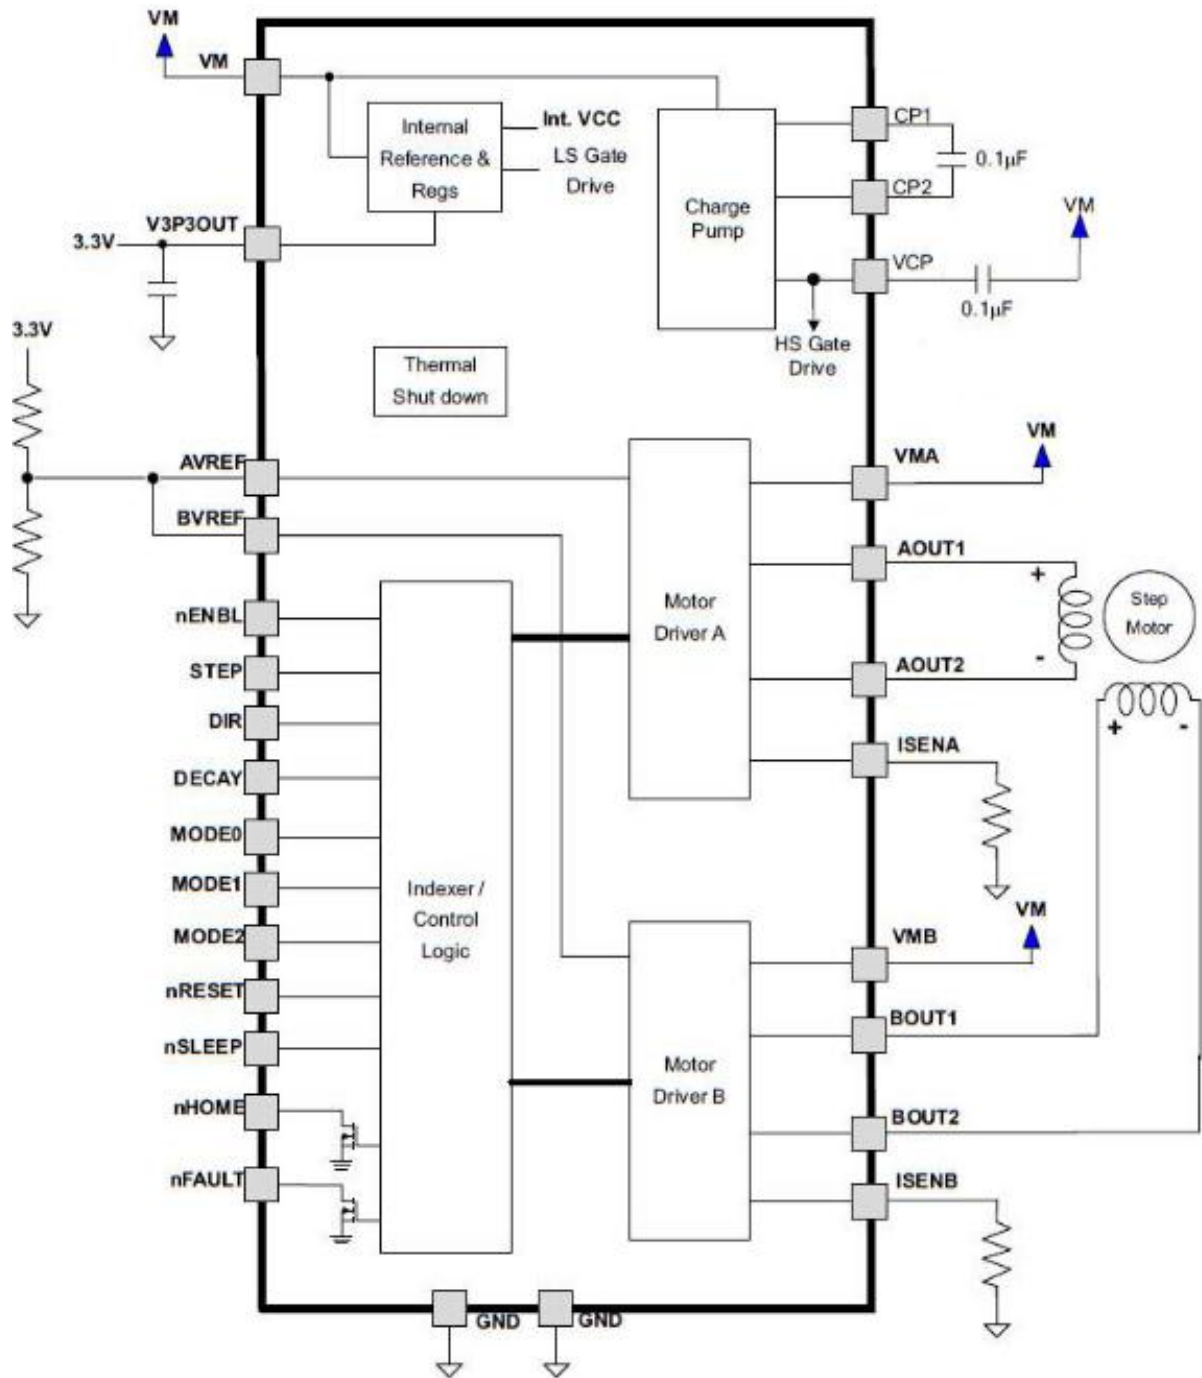 VM
VM
Internal
Reference &
Regs
Int. VCC
LS Gate
Drive
CP1
0.1µF
CP2
Charge
Pump
VM
V3P3OUT
3.3V
VCP
0.1µF
HS Gate
Drive
3.3V
Thermal
Shut down
AVREF
BVREF
VMA
VM
AOUT1
nENBL
Motor
Driver A
+
-
Step
Motor
STEP
AOUT2
DIR
+
-
ISENA
DECAY
MODE0
MODE1
MODE2
Indexer /
Control
Logic
VMB
VM
nRESET
BOUT1
nSLEEP
Motor
Driver B
nHOME
BOUT2
nFAULT
ISENB
GND
GND